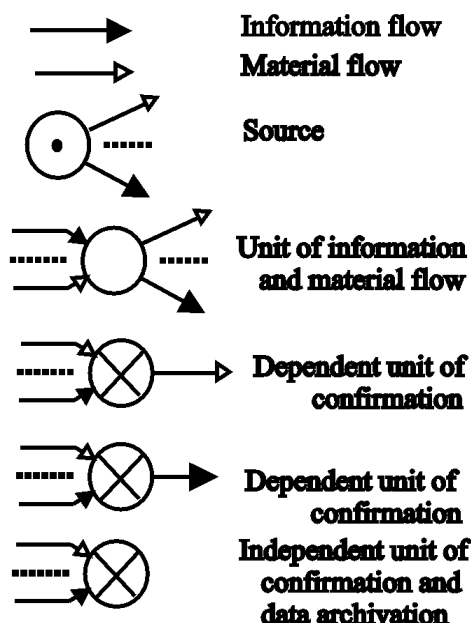 Information flow
Material flow
Source
Unit of information
and material flow
Dependent unit of
confirmation
Dependent unit of
confirmation
Independent unit of
confirmation and
data archivation